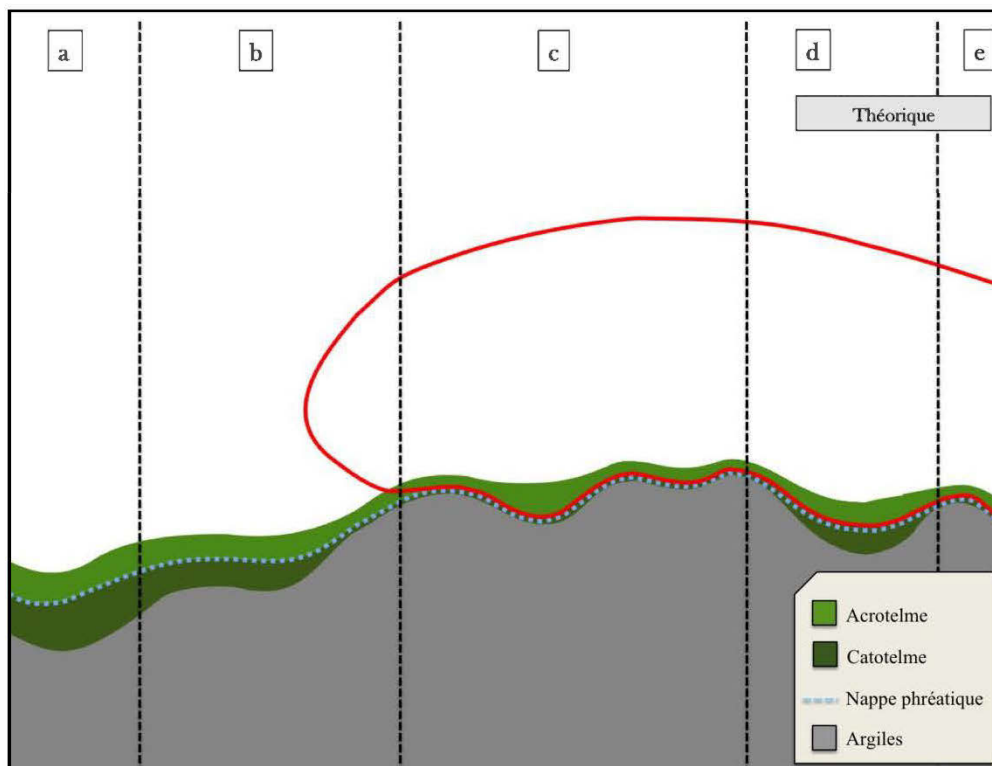 a
b
c
d
e
Théorique
Acrotelme
Catotelme
Nappe phréatique
Argiles